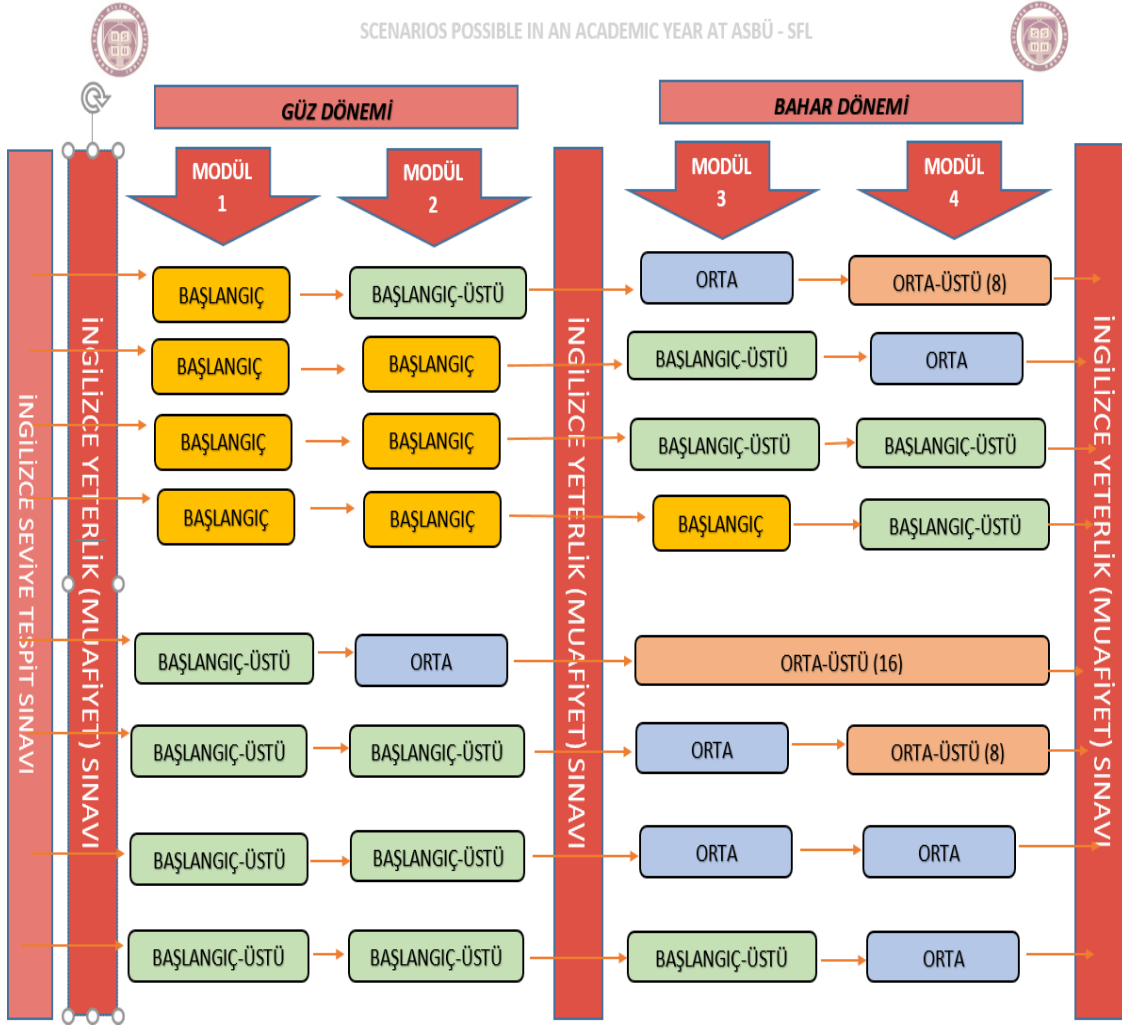 SCENARIOS POSSIBLE IN AN ACADEMIC YEAR AT ASBÜ - SFL
GÜZ DÖNEMİ
BAHAR DÖNEMİ
İNGİLİZCE SEVİYE TESPİT SINAVI
İNGİLİZCE YETERLİK (MUAFİYET) SINAVI
MODÜL
1
MODÜL
2
İNGİLİZCE YETERLİK (MUAFİYET) SINAVI
MODÜL
3
MODÜL
4
İNGİLİZCE YETERLİK (MUAFİYET) SINAVI
BAŞLANGIÇ
BAŞLANGIÇ-ÜSTÜ
ORTA
ORTA-ÜSTÜ (8)
BAŞLANGIÇ
BAŞLANGIÇ
BAŞLANGIÇ-ÜSTÜ
ORTA
BAŞLANGIÇ
BAŞLANGIÇ
BAŞLANGIÇ-ÜSTÜ
BAŞLANGIÇ-ÜSTÜ
BAŞLANGIÇ
BAŞLANGIÇ
BAŞLANGIÇ
BAŞLANGIÇ-ÜSTÜ
BAŞLANGIÇ-ÜSTÜ
ORTA
ORTA-ÜSTÜ (16)
BAŞLANGIÇ-ÜSTÜ
BAŞLANGIÇ-ÜSTÜ
ORTA
ORTA-ÜSTÜ (8)
BAŞLANGIÇ-ÜSTÜ
BAŞLANGIÇ-ÜSTÜ
ORTA
ORTA
BAŞLANGIÇ-ÜSTÜ
BAŞLANGIÇ-ÜSTÜ
BAŞLANGIÇ-ÜSTÜ
ORTA